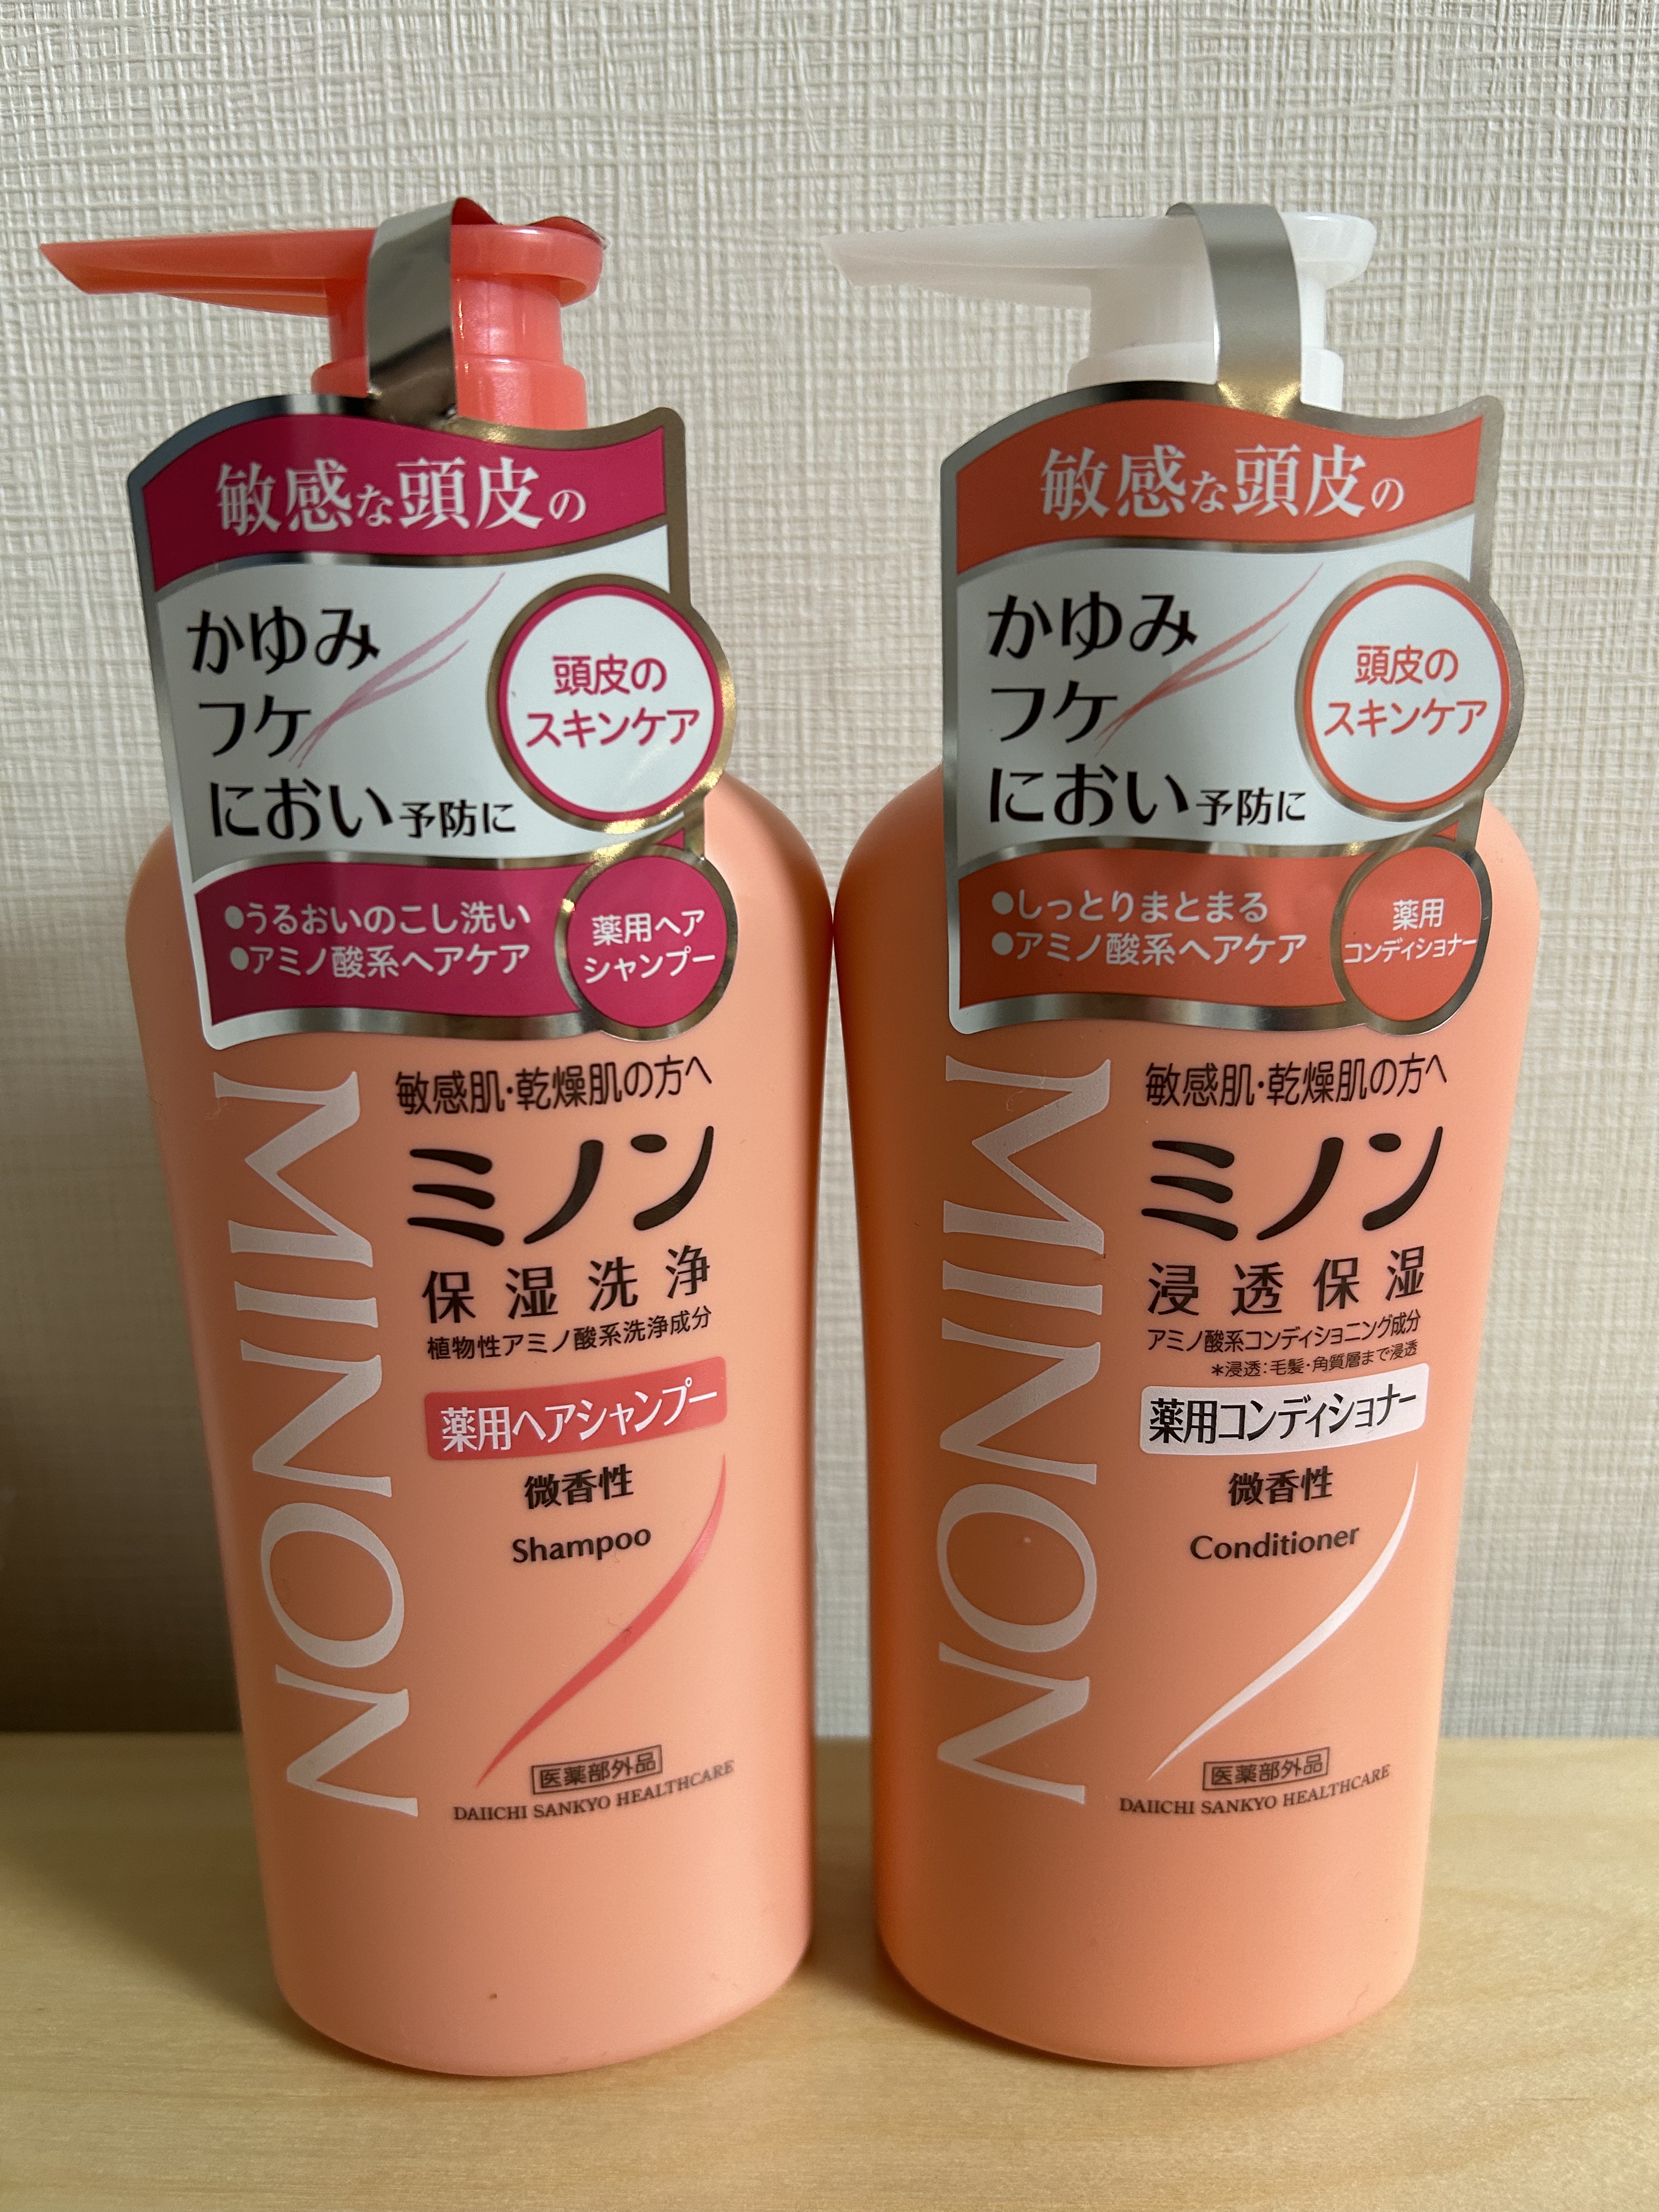 敏感な頭皮の
かゆみ
フケ
におい予防に
頭皮の
スキンケア
●うるおいのこし洗い
●アミノ酸系ヘアケア
薬用ヘア
シャンプー
MINON
敏感肌・乾燥肌の方へ
ミノン
保湿洗浄
植物性アミノ酸系洗浄成分
薬用ヘアシャンプー
微香性
Shampoo
医薬部外品
DAIICHI SANKYO HEALTHCARE
敏感な頭皮の
かゆみ
フケ
におい予防に
頭皮の
スキンケア
●しっとりまとまる
●アミノ酸系ヘアケア
薬用
コンディショナー
MINON
敏感肌・乾燥肌の方へ
ミノン
浸透保湿
アミノ酸系コンディショニング成分
*浸透:毛髪・角質層まで浸透
薬用コンディショナー
微香性
Conditioner
医薬部外品
DAIICHI SANKYO HEALTHCARE